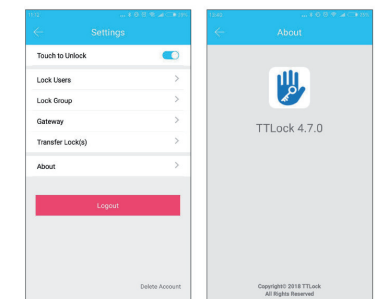 Settings
Touch to Unlock
Lock Users
Lock Group
Gateway
Transfer Lock(s)
About
Logout
Delete Account
About
TTLock 4.7.0
Copyright© 2018 TTLock
All Rights Reserved